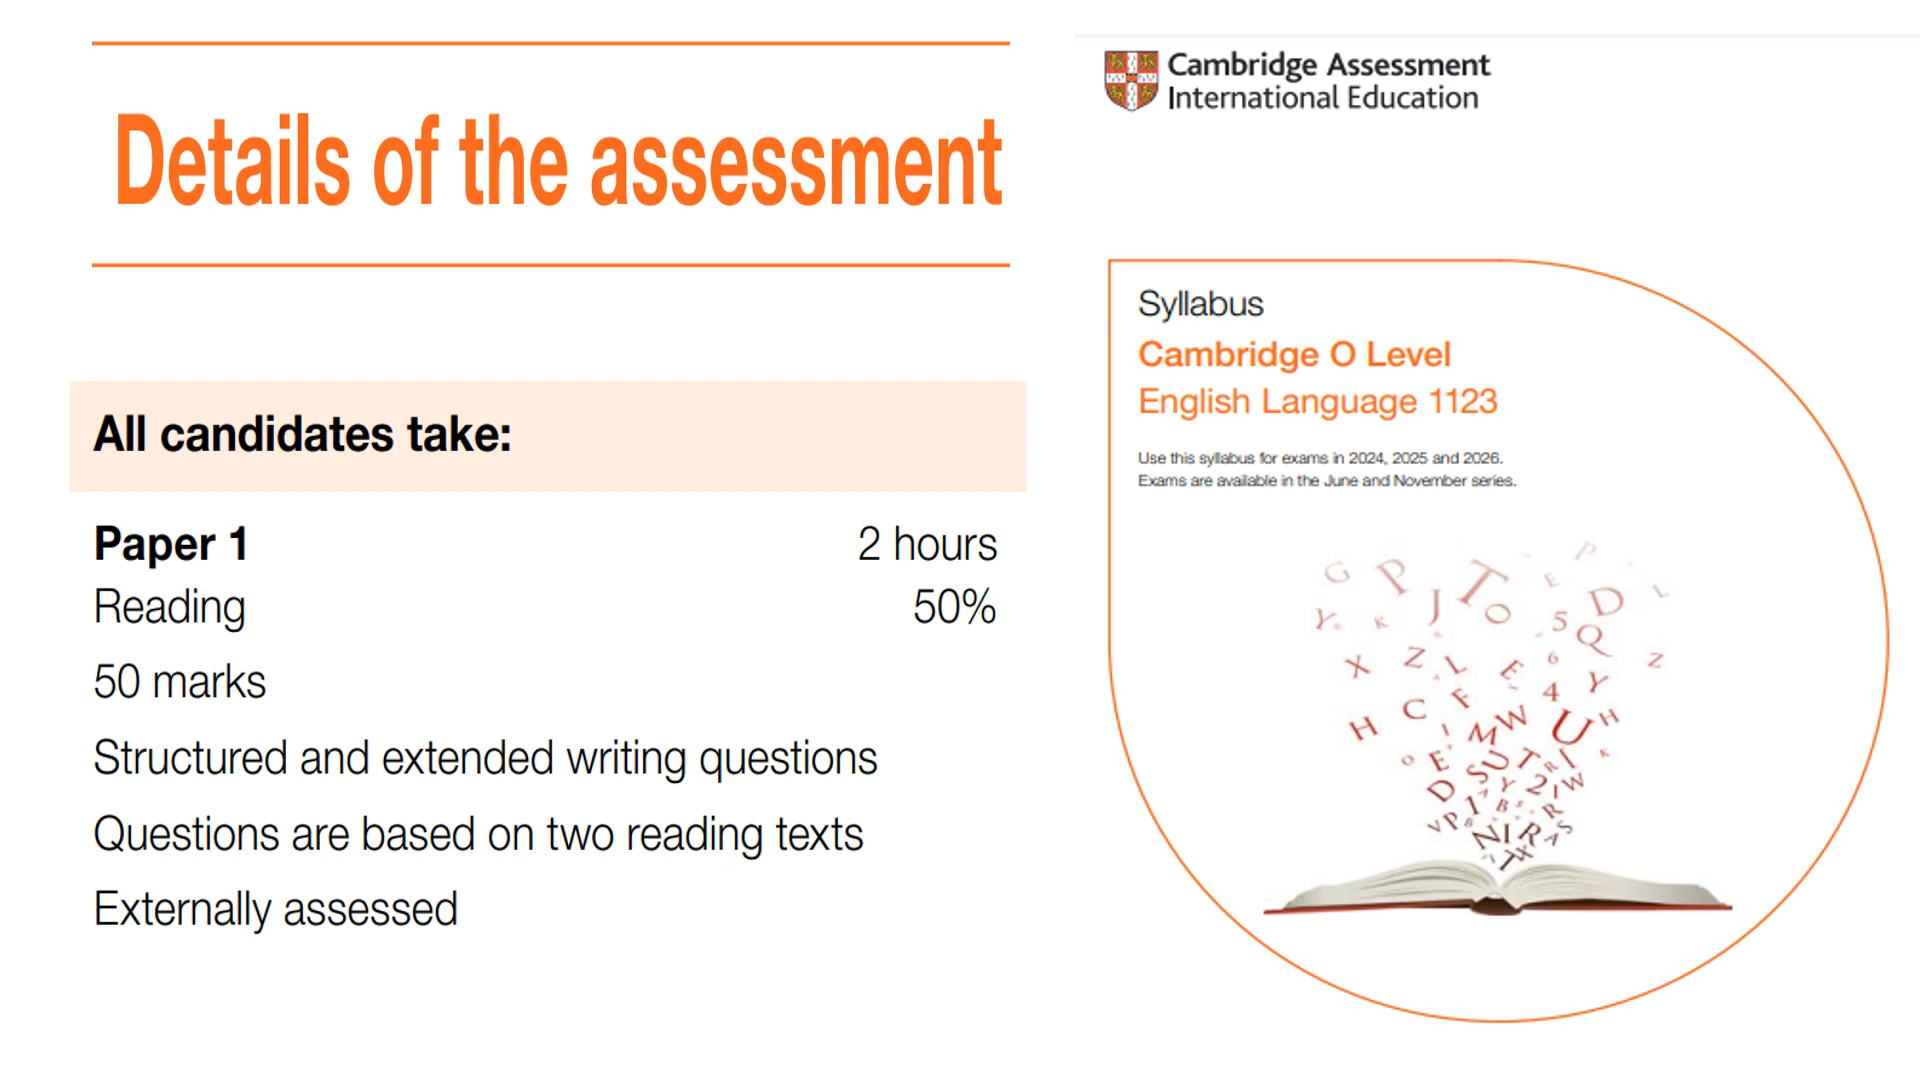 Details of the assessment
All candidates take:
Paper 1 2 hours
Reading 50%
50 marks
Structured and extended writing questions
Questions are based on two reading texts
Externally assessed
Cambridge Assessment
International Education
Syllabus
Cambridge O Level
English Language 1123
Use this syllabus for exams in 2024, 2025 and 2026.
Exams are available in the June and November series.